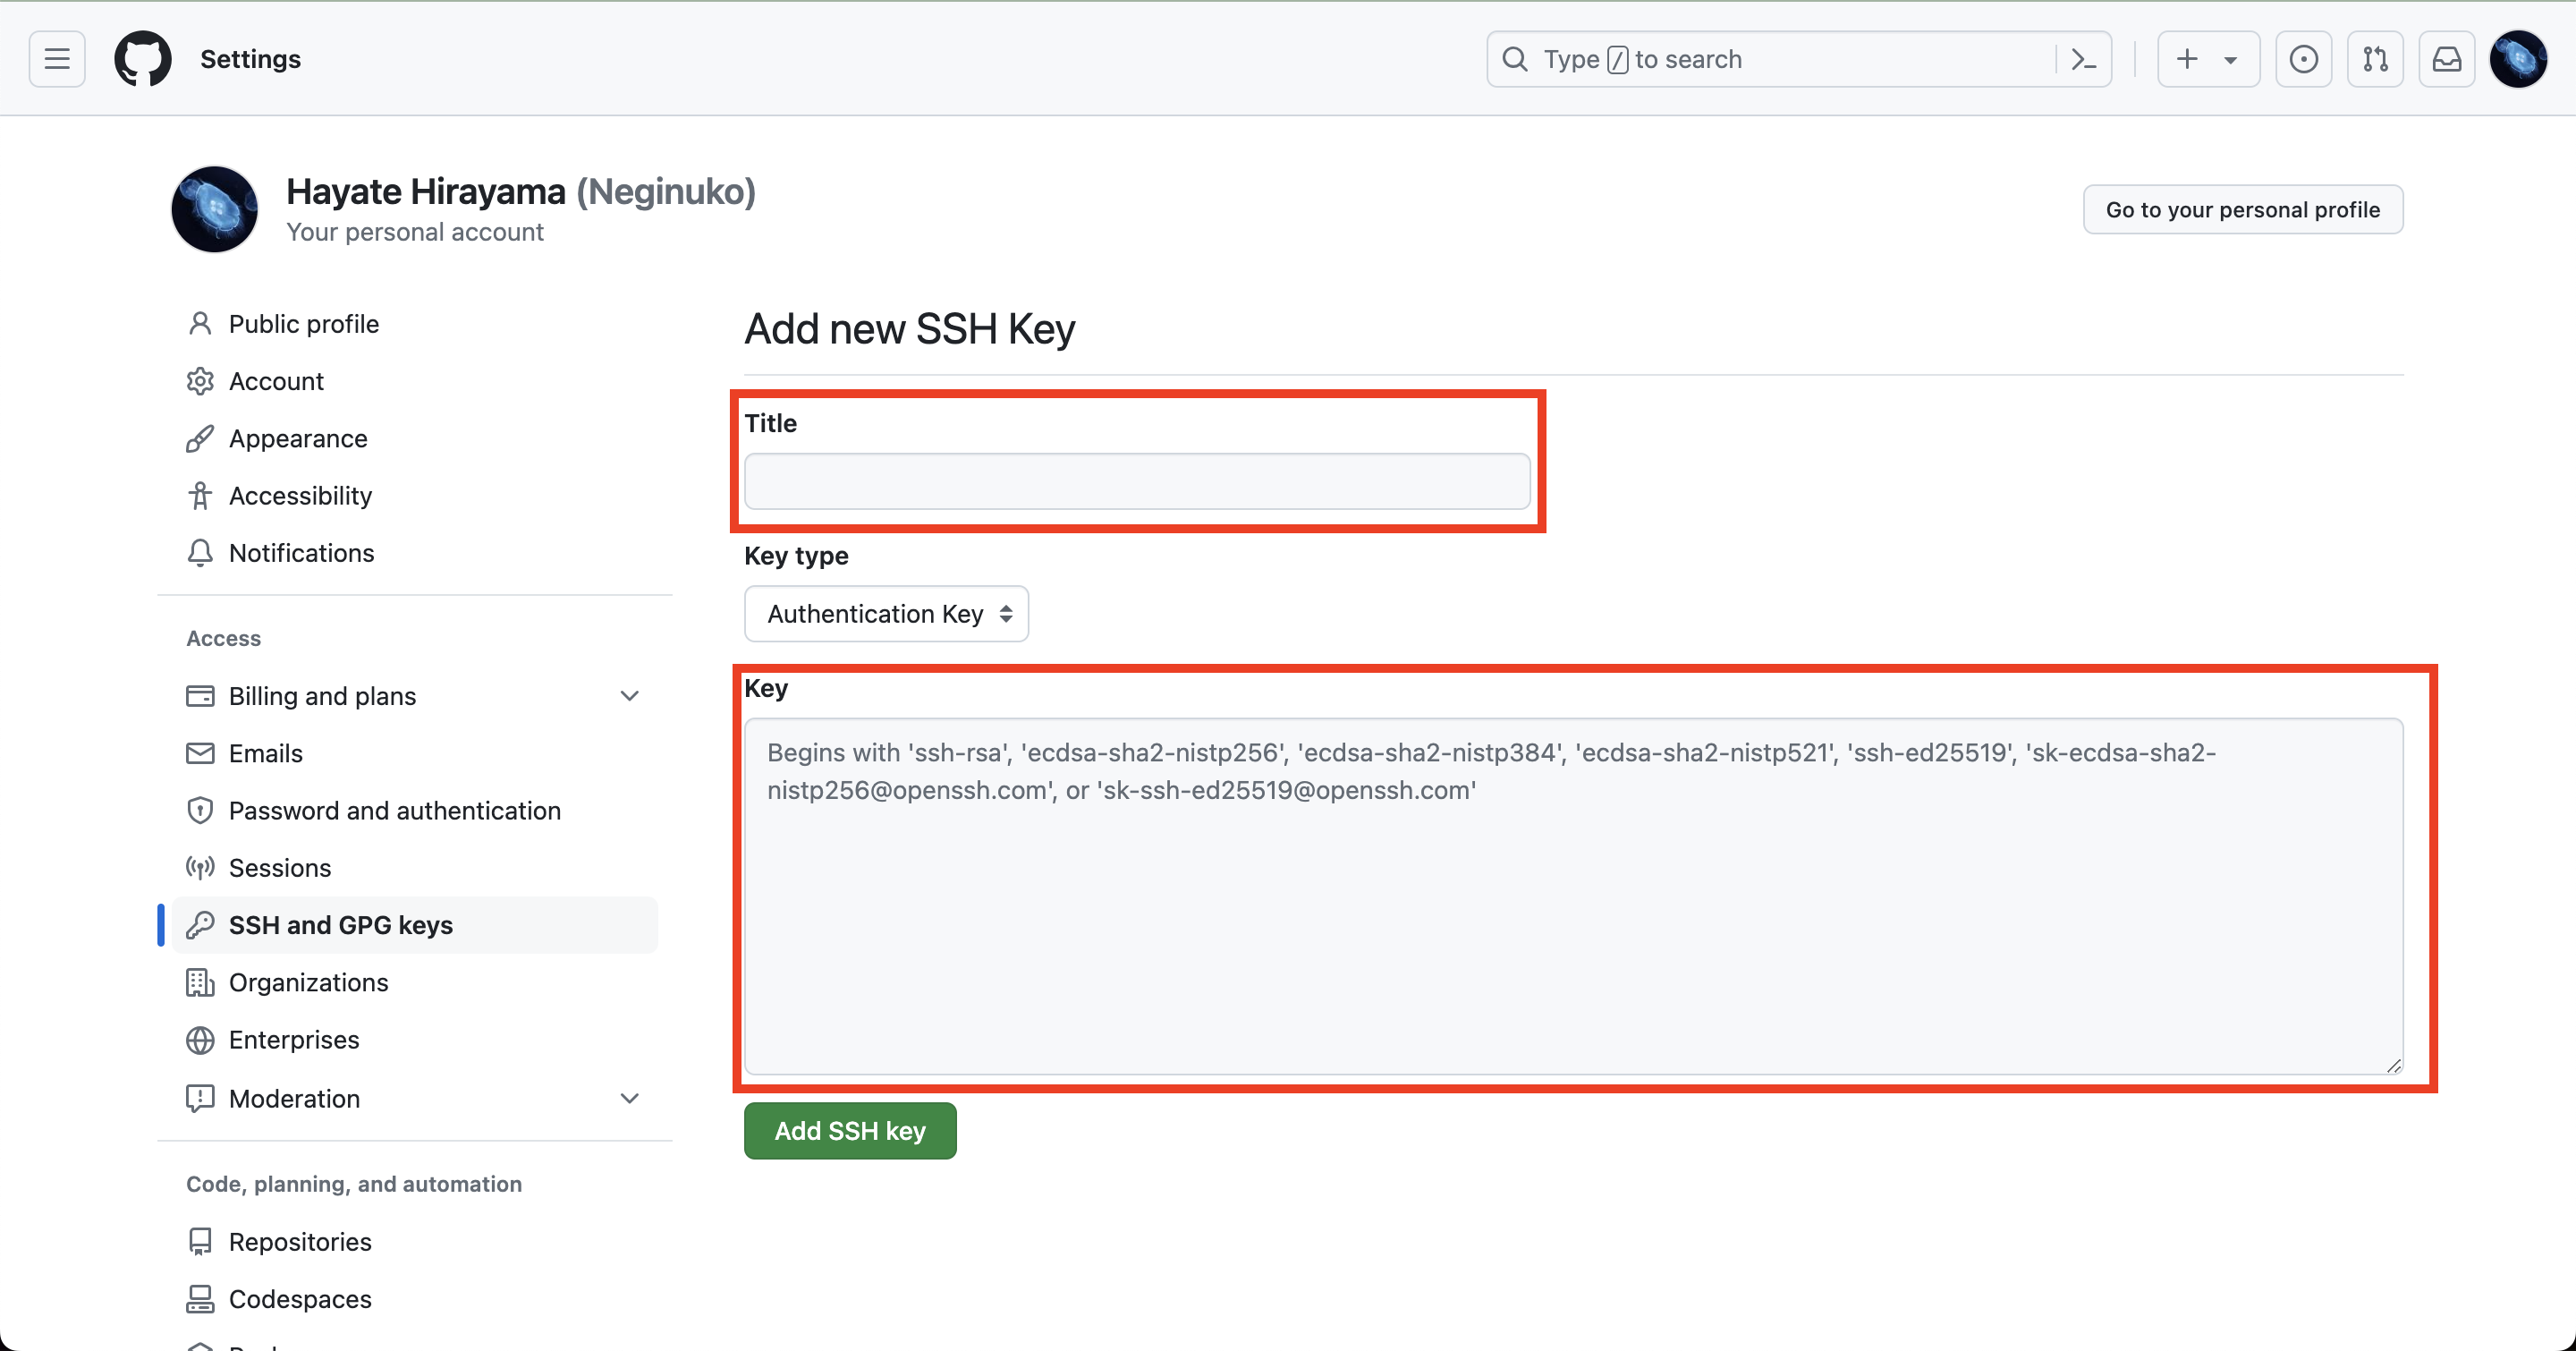 Settings
Type / to search
Hayate Hirayama (Neginuko)
Your personal account
Go to your personal profile
Public profile
Account
Appearance
Accessibility
Notifications
Access
Billing and plans
Emails
Password and authentication
Sessions
SSH and GPG keys
Organizations
Enterprises
Moderation
Code, planning, and automation
Repositories
Codespaces
Add new SSH Key
Title
Key type
Authentication Key
Key
Begins with 'ssh-rsa', 'ecdsa-sha2-nistp256', 'ecdsa-sha2-nistp384', 'ecdsa-sha2-nistp521', 'ssh-ed25519', 'sk-ecdsa-sha2-
nistp256@openssh.com', or 'sk-ssh-ed25519@openssh.com'
Add SSH key